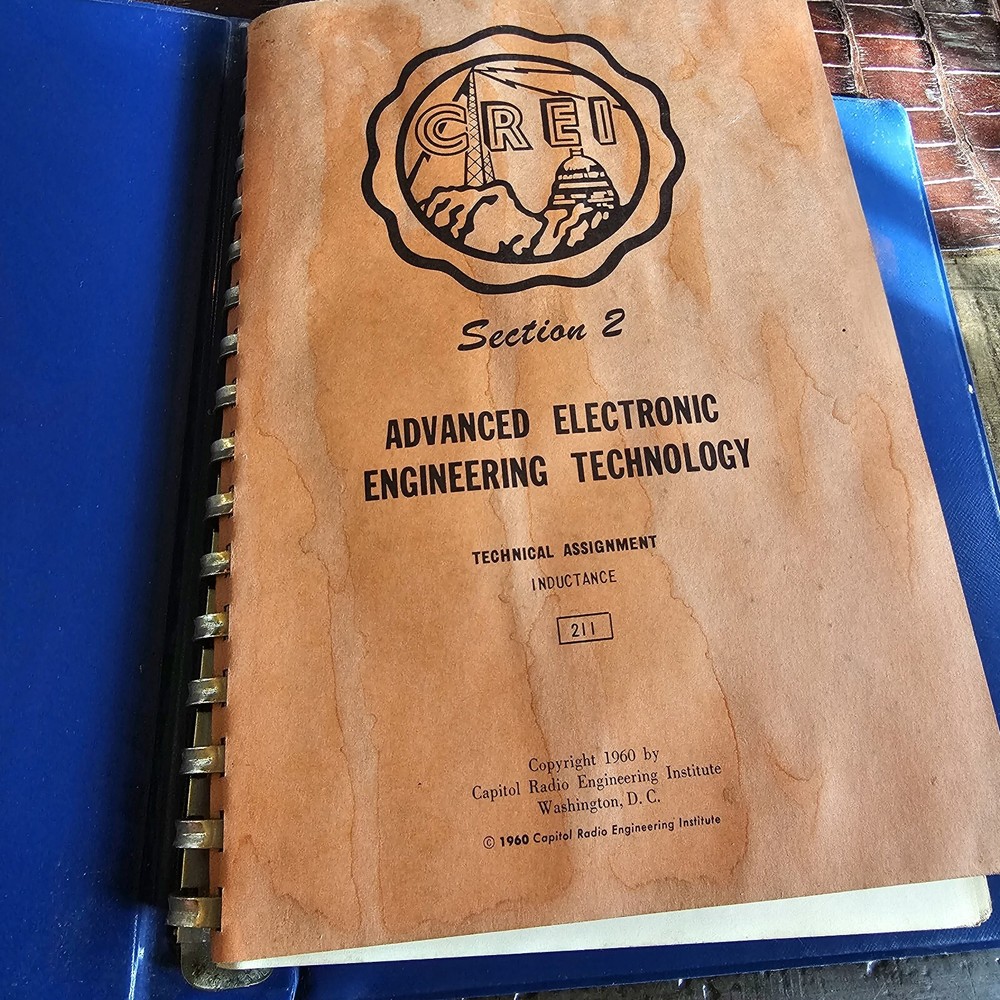 CREI
Section 2
ADVANCED ELECTRONIC
ENGINEERING TECHNOLOGY
TECHNICAL ASSIGNMENT
INDUCTANCE
211
Copyright 1960 by
Capitol Radio Engineering Institute
Washington, D. C.
© 1960 Capitol Radio Engineering Institute